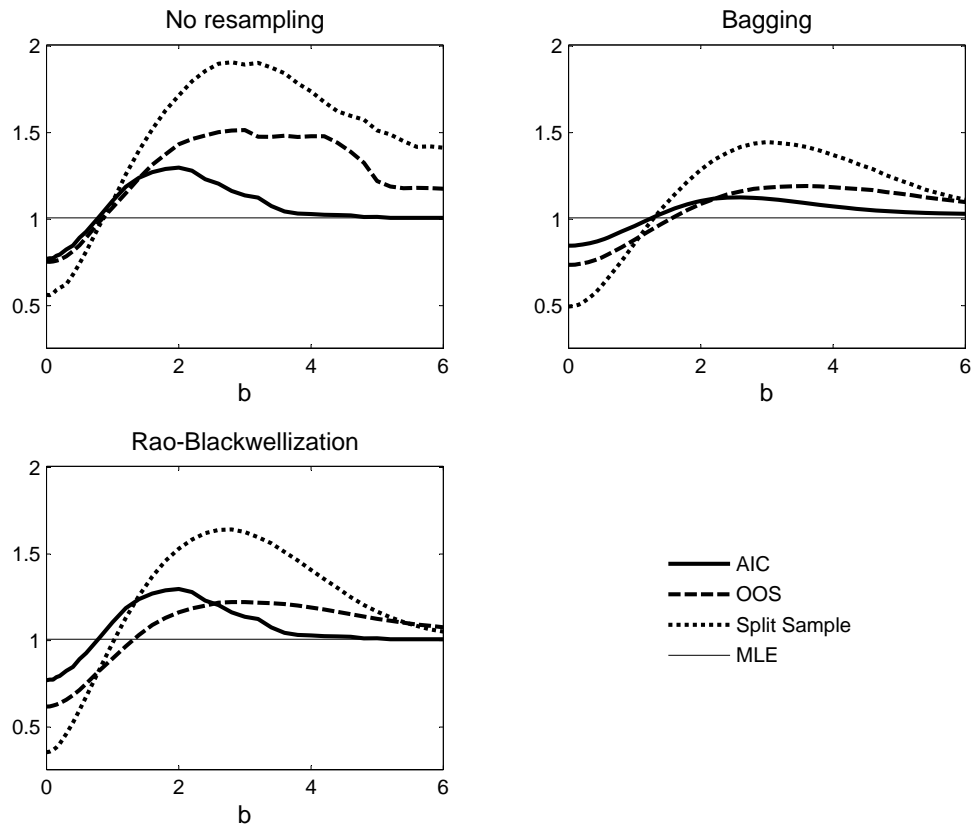 No resampling
2
1.5
1
0.5
0 2 4 6
b
Bagging
2
1.5
1
0.5
0 2 4 6
b
Rao-Blackwellization
2
1.5
1
0.5
0 2 4 6
b
AIC
OOS
Split Sample
MLE